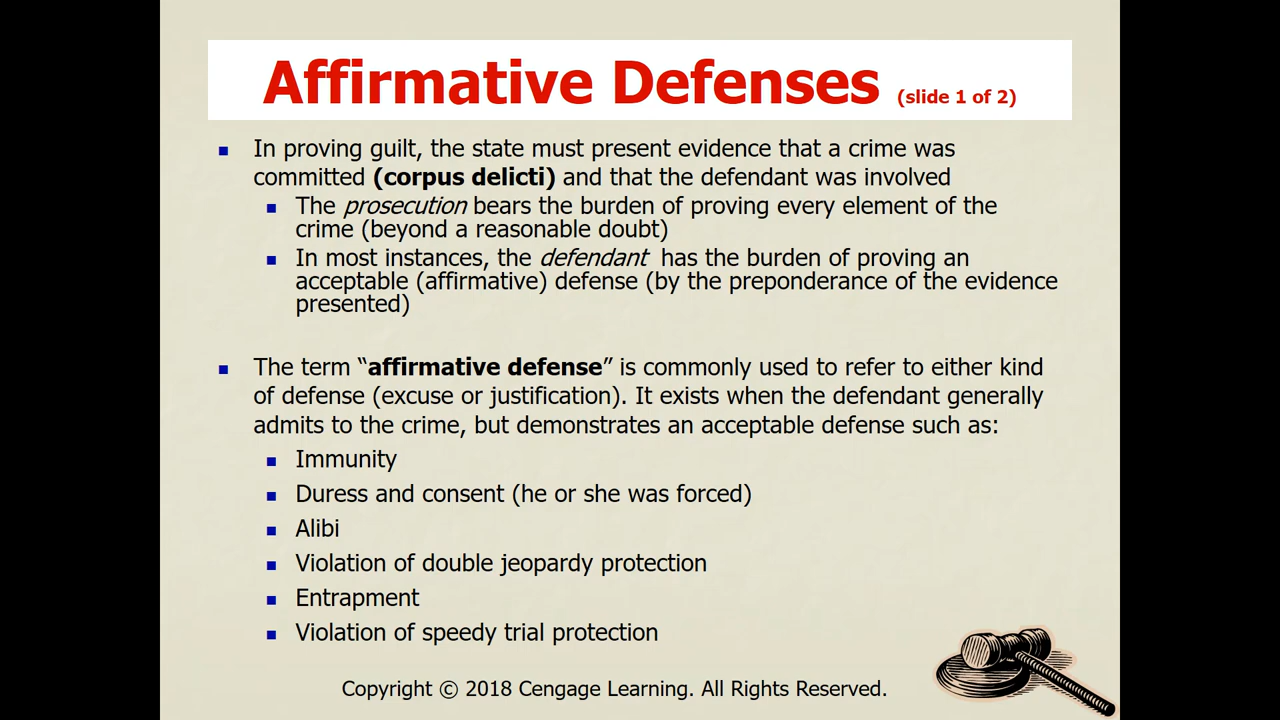 Affirmative Defenses (slide 1 of 2)
In proving guilt, the state must present evidence that a crime was
committed (corpus delicti) and that the defendant was involved
The prosecution bears the burden of proving every element of the
crime (beyond a reasonable doubt)
In most instances, the defendant has the burden of proving an
acceptable (affirmative) defense (by the preponderance of the evidence
presented)
The term “affirmative defense” is commonly used to refer to either kind
of defense (excuse or justification). It exists when the defendant generally
admits to the crime, but demonstrates an acceptable defense such as:
Immunity
Duress and consent (he or she was forced)
Alibi
Violation of double jeopardy protection
Entrapment
Violation of speedy trial protection
Copyright © 2018 Cengage Learning. All Rights Reserved.